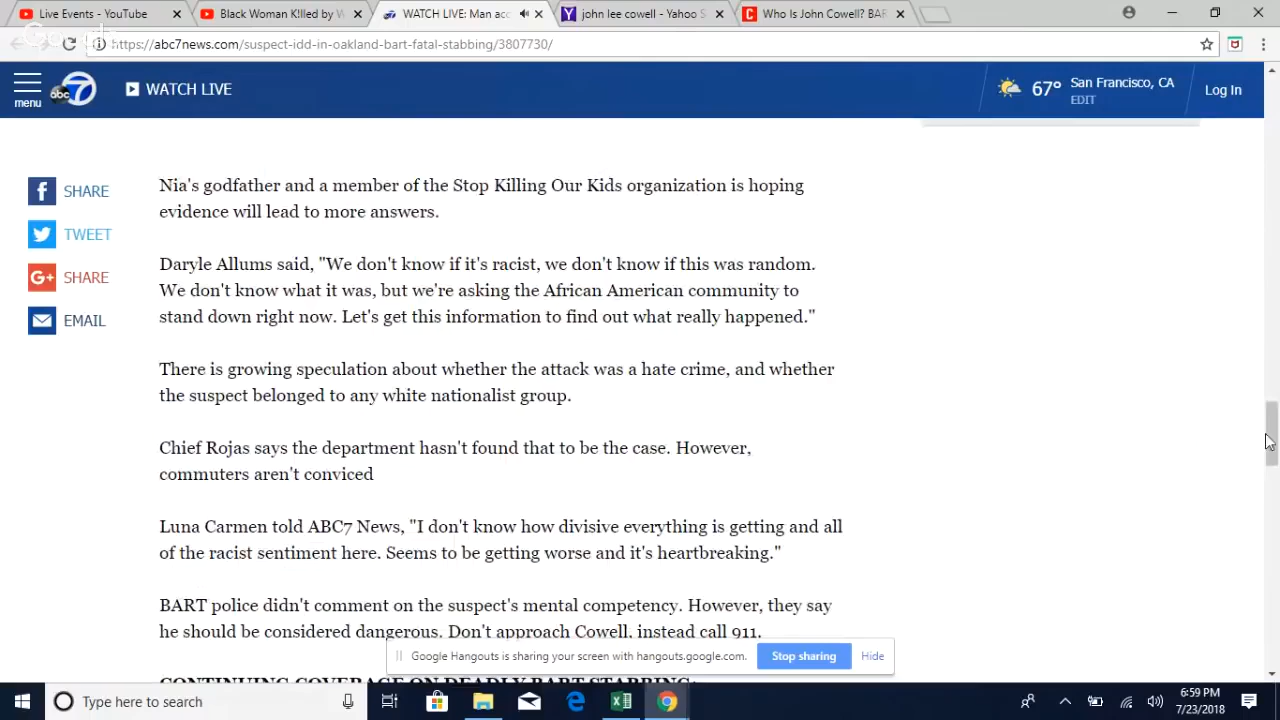 Live Events - YouTube
Black Woman K!lled by W
WATCH LIVE: Man acc
john lee cowell - Yahoo S
Who Is John Cowell? BAR
https://abc7news.com/suspect-idd-in-oakland-bart-fatal-stabbing/3807730/
menu
abc 7
WATCH LIVE
67°
San Francisco, CA
EDIT
Log In
SHARE
TWEET
SHARE
EMAIL
Nia's godfather and a member of the Stop Killing Our Kids organization is hoping
evidence will lead to more answers.
Daryle Allums said, "We don't know if it's racist, we don't know if this was random.
We don't know what it was, but we're asking the African American community to
stand down right now. Let's get this information to find out what really happened."
There is growing speculation about whether the attack was a hate crime, and whether
the suspect belonged to any white nationalist group.
Chief Rojas says the department hasn't found that to be the case. However,
commuters aren't conviced
Luna Carmen told ABC7 News, "I don't know how divisive everything is getting and all
of the racist sentiment here. Seems to be getting worse and it's heartbreaking."
BART police didn't comment on the suspect's mental competency. However, they say
he should be considered dangerous. Don't approach Cowell, instead call 911.
CONTINUING COVERAGE ON DEADLY BART STABBING:
Google Hangouts is sharing your screen with hangouts.google.com.
Stop sharing
Hide
Type here to search
6:59 PM
7/23/2018